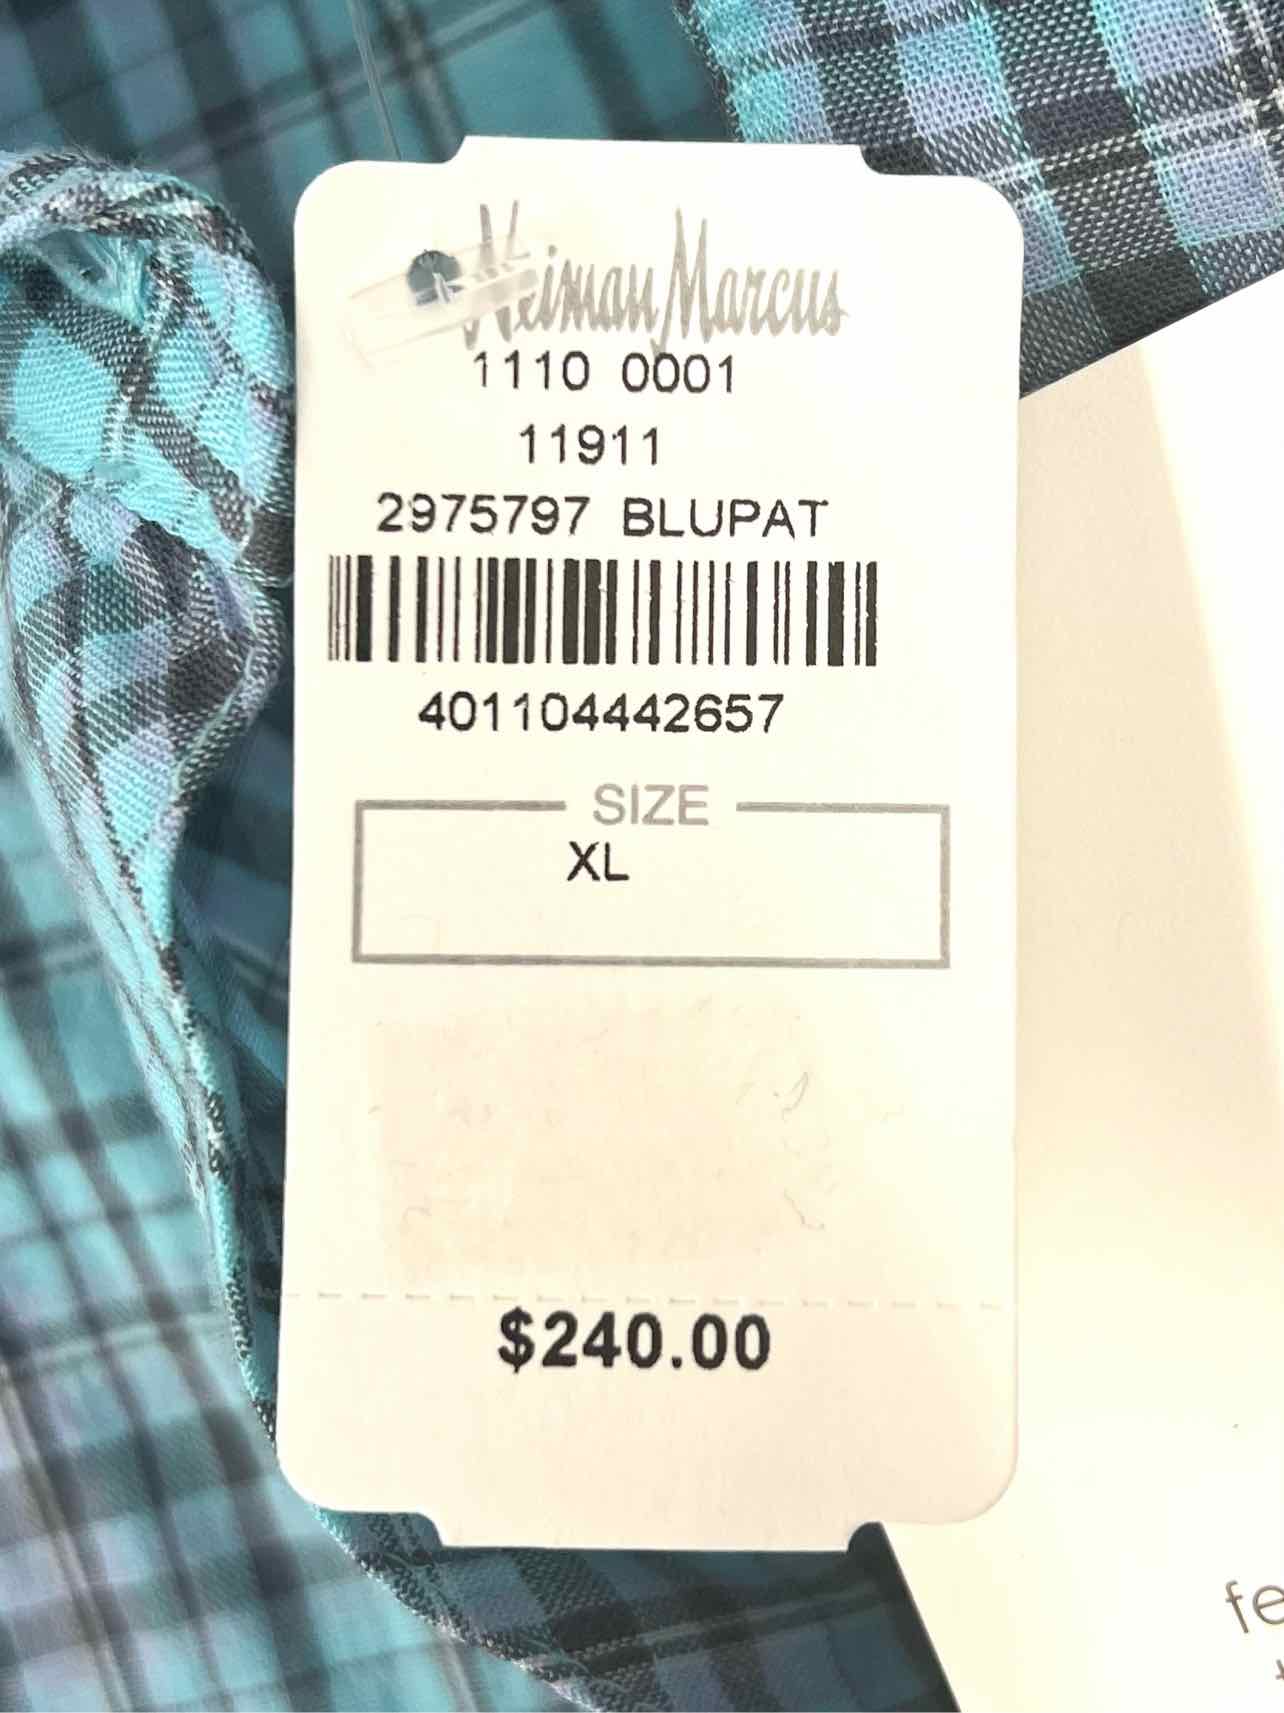 Neiman Marcus
1110 0001
11911
2975797 BLUPAT
401104442657
SIZE
XL
$240.00